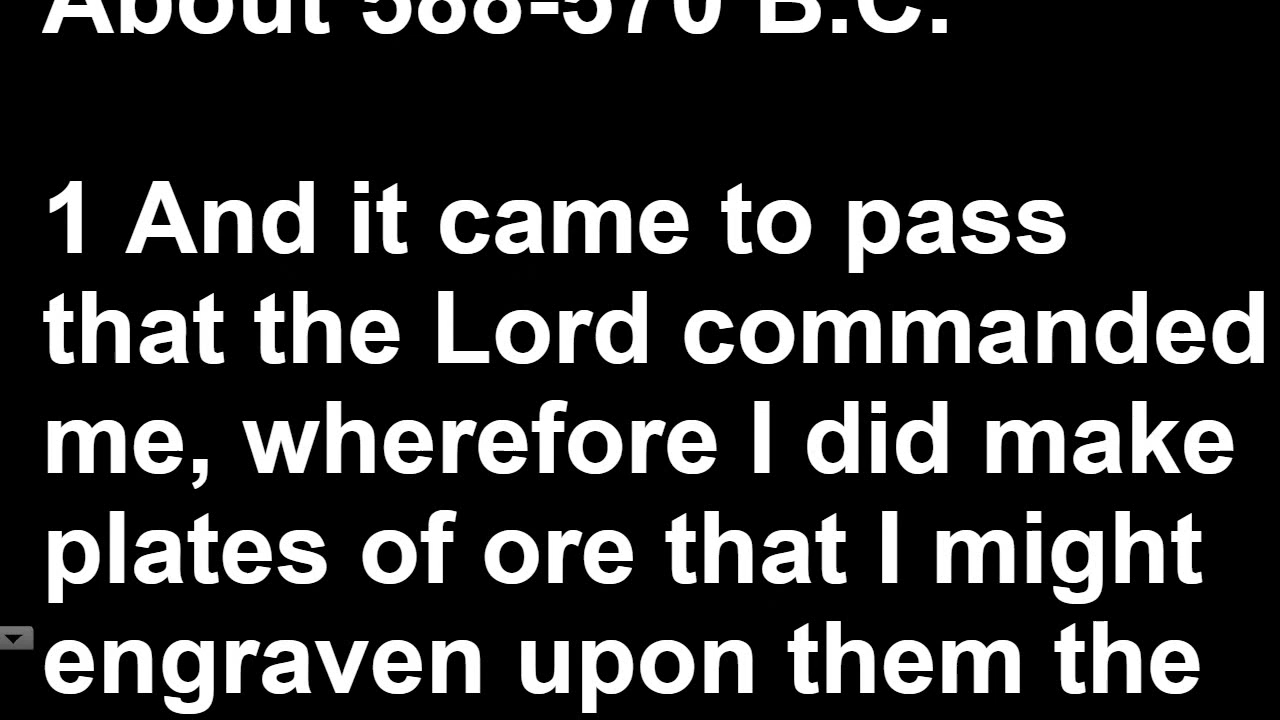 About 588-570 B.C.
1 And it came to pass
that the Lord commanded
me, wherefore I did make
plates of ore that I might
engraven upon them the